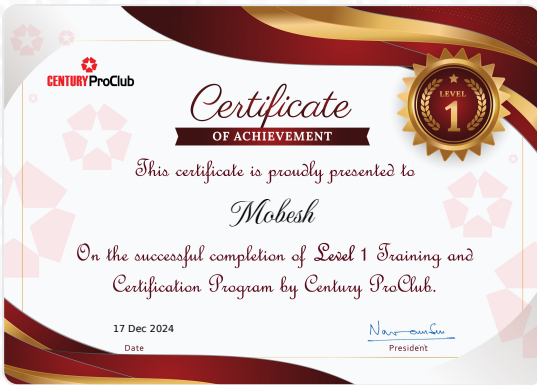 CENTURY ProClub
Certificate
OF ACHIEVEMENT
LEVEL
1
This certificate is proudly presented to
Mobesh
On the successful completion of Level 1 Training and
Certification Program by Century ProClub.
17 Dec 2024
Date
President